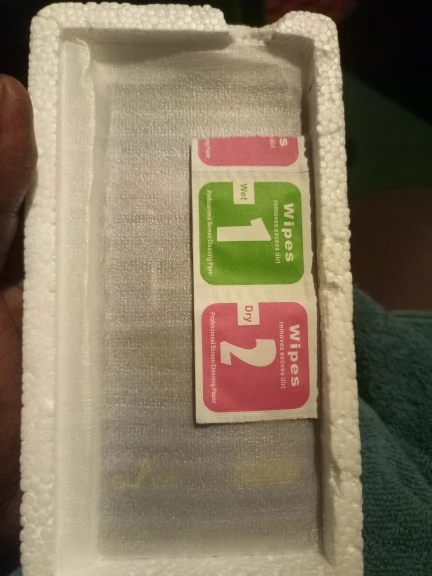 s
Wet
1
Wipes
removes excess dirt
Professional Screen Cleaning Paper
Dry
2
Wipes
removes excess dirt
Professional Screen Cleaning Paper